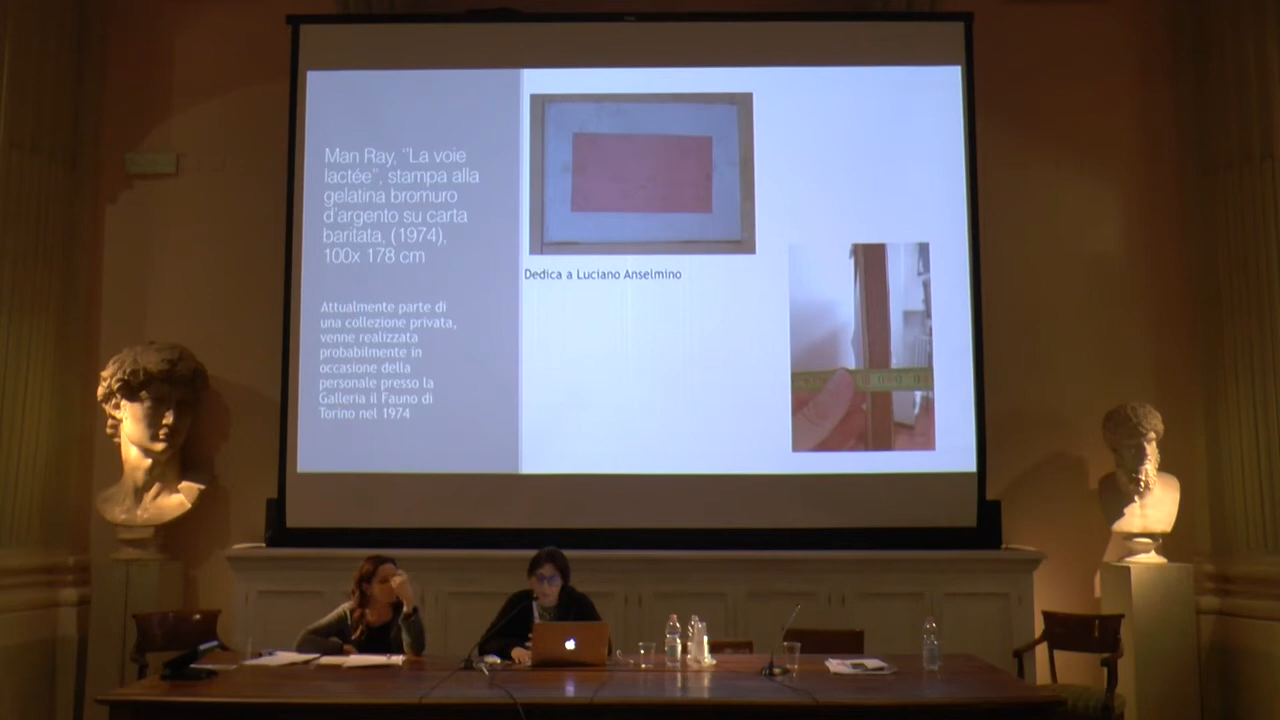 Man Ray, "La voie
lactée", stampa alla
gelatina bromuro
d'argento su carta
baritata, (1974),
100x 178 cm
Attualmente parte di
una collezione privata,
venne realizzata
probabilmente in
occasione della
personale presso la
Galleria il Fauno di
Torino nel 1974
Dedica a Luciano Anselmino